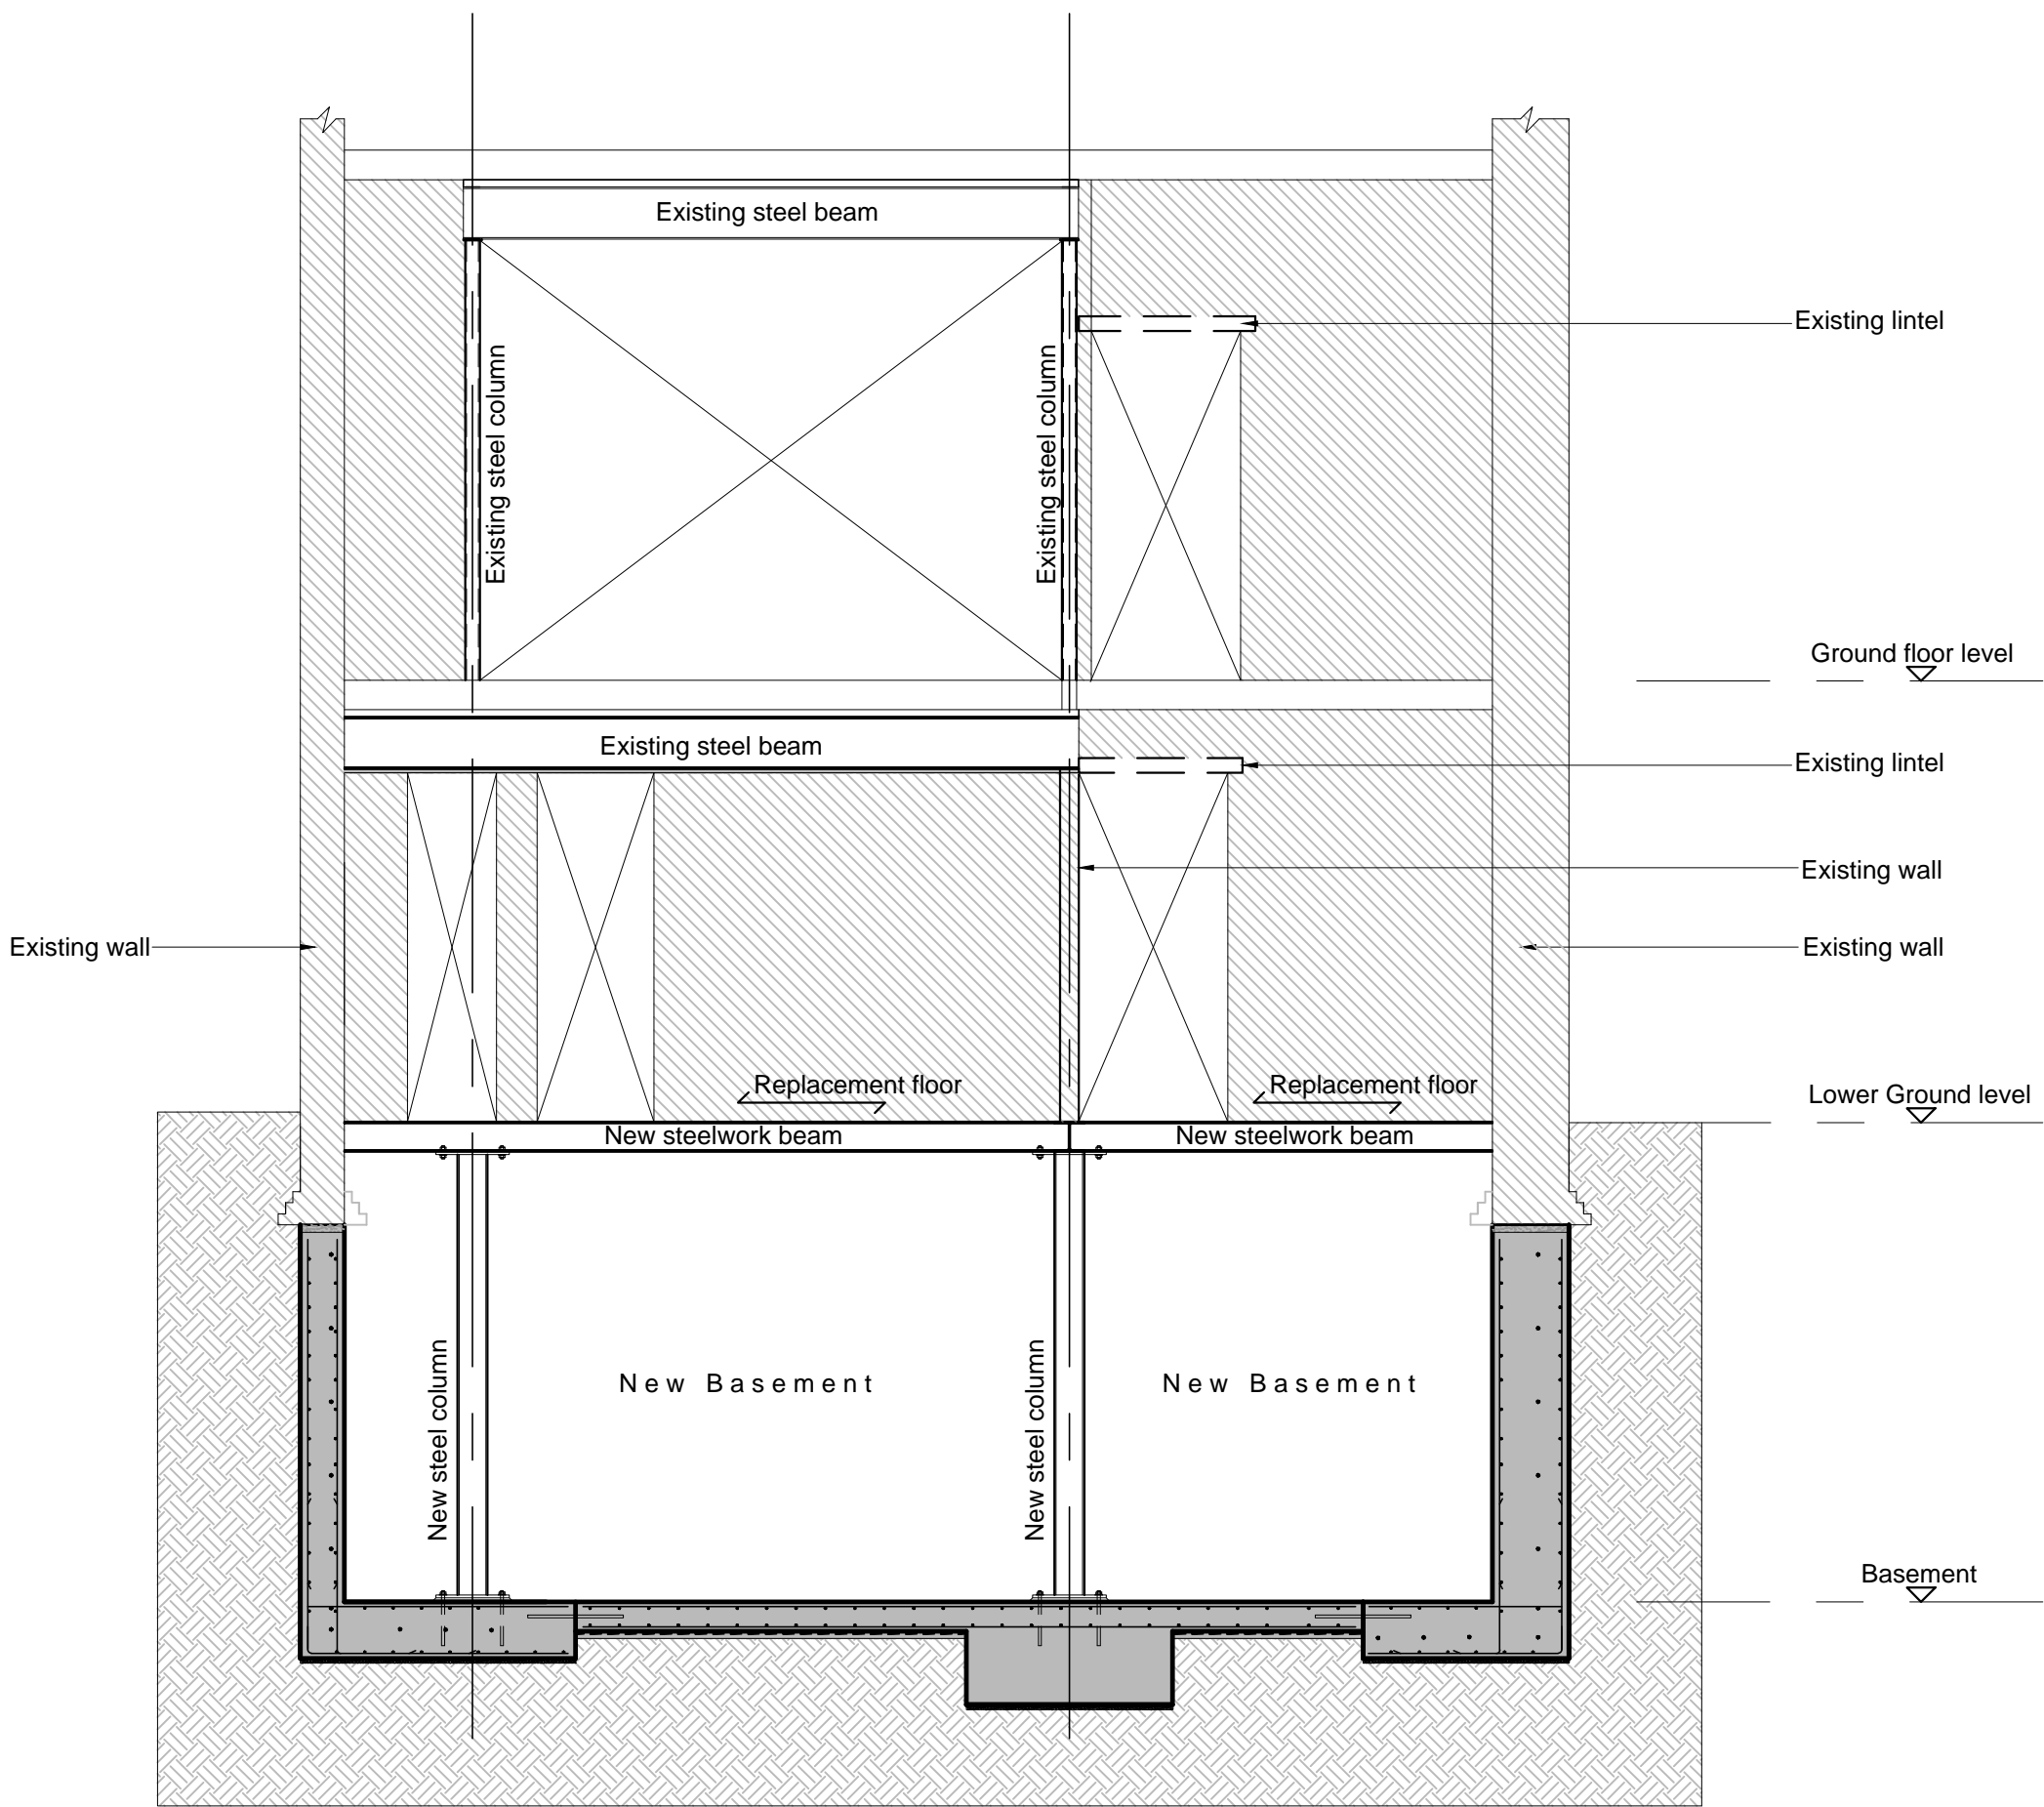 Existing steel beam
Existing lintel
Existing steel column
Existing steel column
Ground floor level
Existing steel beam
Existing lintel
Existing wall
Existing wall
Existing wall
Replacement floor
Replacement floor
Lower Ground level
New steelwork beam
New steelwork beam
New steel column
New Basement
New steel column
New Basement
Basement